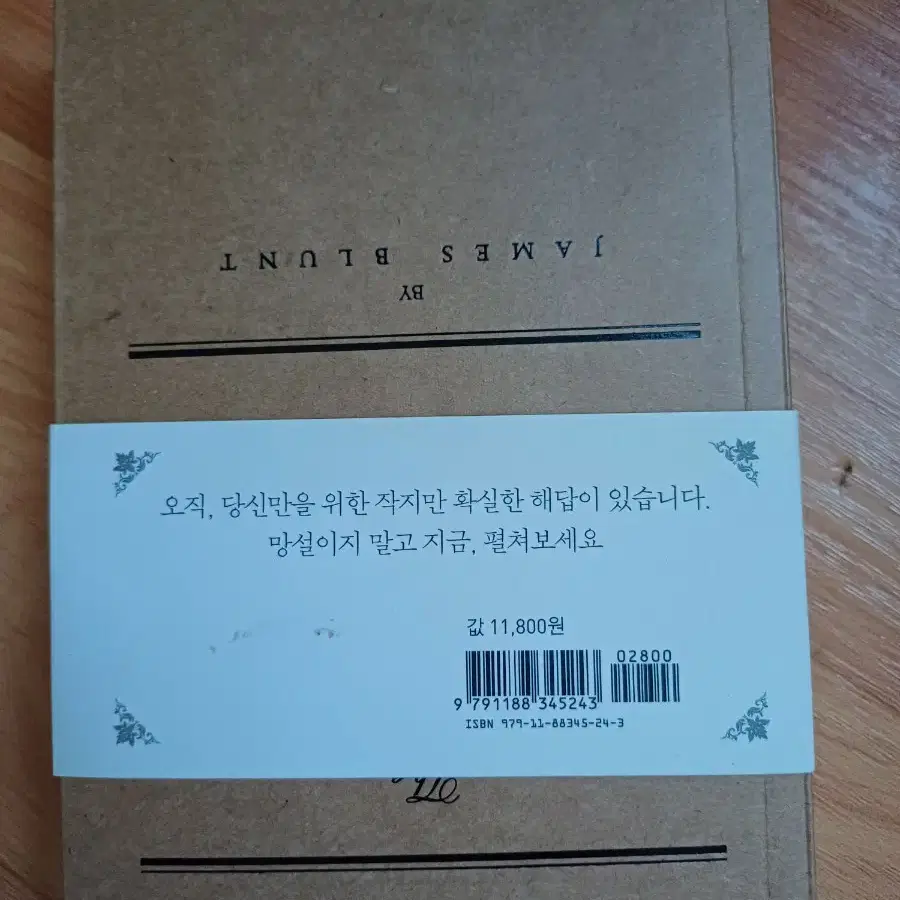 BY
JAMES BLUNT
오직, 당신만을 위한 작지만 확실한 해답이 있습니다.
망설이지 말고 지금, 펼쳐보세요
값 11,800원
02800
9 791188 345243
ISBN 979-11-88345-24-3